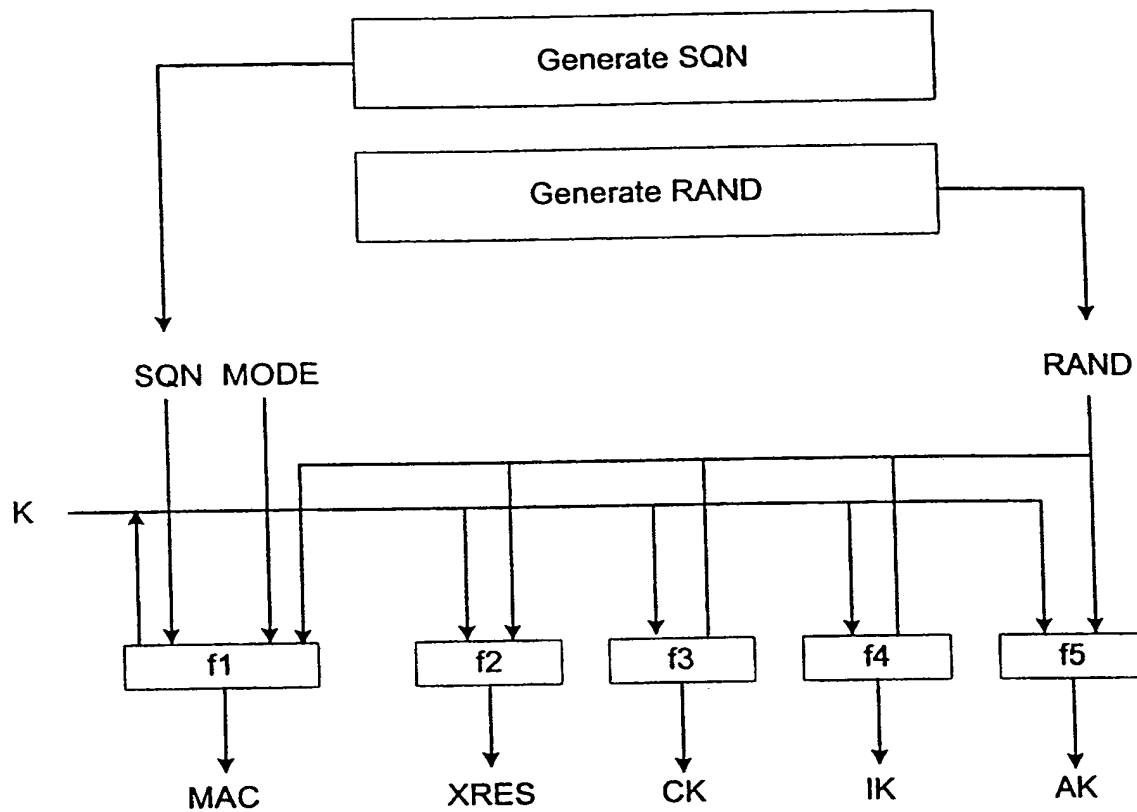 Generate SQN
Generate RAND
SQN MODE
RAND
K
f1
f2
f3
f4
f5
MAC
XRES
CK
IK
AK